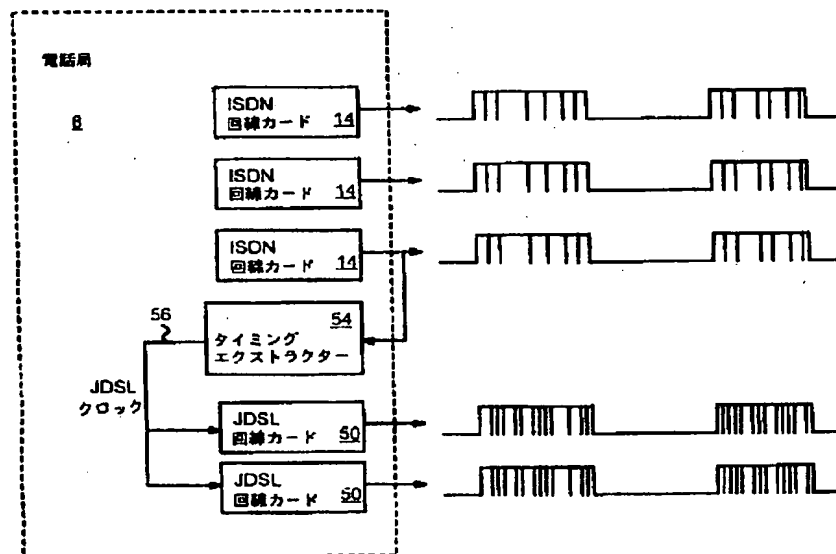 電話局
6
ISDN
回線カード 14
ISDN
回線カード 14
ISDN
回線カード 14
56
54
タイミング
エクストラクター
JDSL
クロック
JDSL
回線カード 50
JDSL
回線カード 50